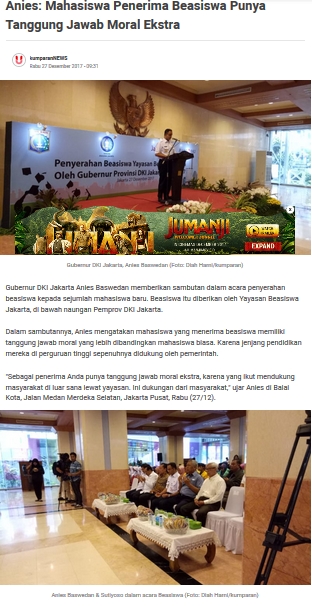 Anies: Mahasiswa Penerima Beasiswa Punya
Tanggung Jawab Moral Ekstra
kumparanNEWS
Rabu 27 Desember 2017 - 09:31
Penyerahan Beasiswa Yayasan
Oleh Gubernur Provinsi DKI Jakarta
JUMANJI
WELCOME JUNGLE
EXPAND
x
Gubernur DKI Jakarta, Anies Baswedan (Foto: Diah Harni/kumparan)
Gubernur DKI Jakarta Anies Baswedan memberikan sambutan dalam acara penyerahan
beasiswa kepada sejumlah mahasiswa baru. Beasiswa itu diberikan oleh Yayasan Beasiswa
Jakarta, di bawah naungan Pemprov DKI Jakarta.
Dalam sambutannya, Anies mengatakan mahasiswa yang menerima beasiswa memiliki
tanggung jawab moral yang lebih dibandingkan mahasiswa biasa. Karena jenjang pendidikan
mereka di perguruan tinggi sepenuhnya didukung oleh pemerintah.
"Sebagai penerima Anda punya tanggung jawab moral ekstra, karena yang ikut mendukung
masyarakat di luar sana lewat yayasan. Ini dukungan dari masyarakat," ujar Anies di Balai
Kota, Jalan Medan Merdeka Selatan, Jakarta Pusat, Rabu (27/12).
Anies Baswedan & Sutiyoso dalam acara Beasiswa (Foto: Diah Harni/kumparan)